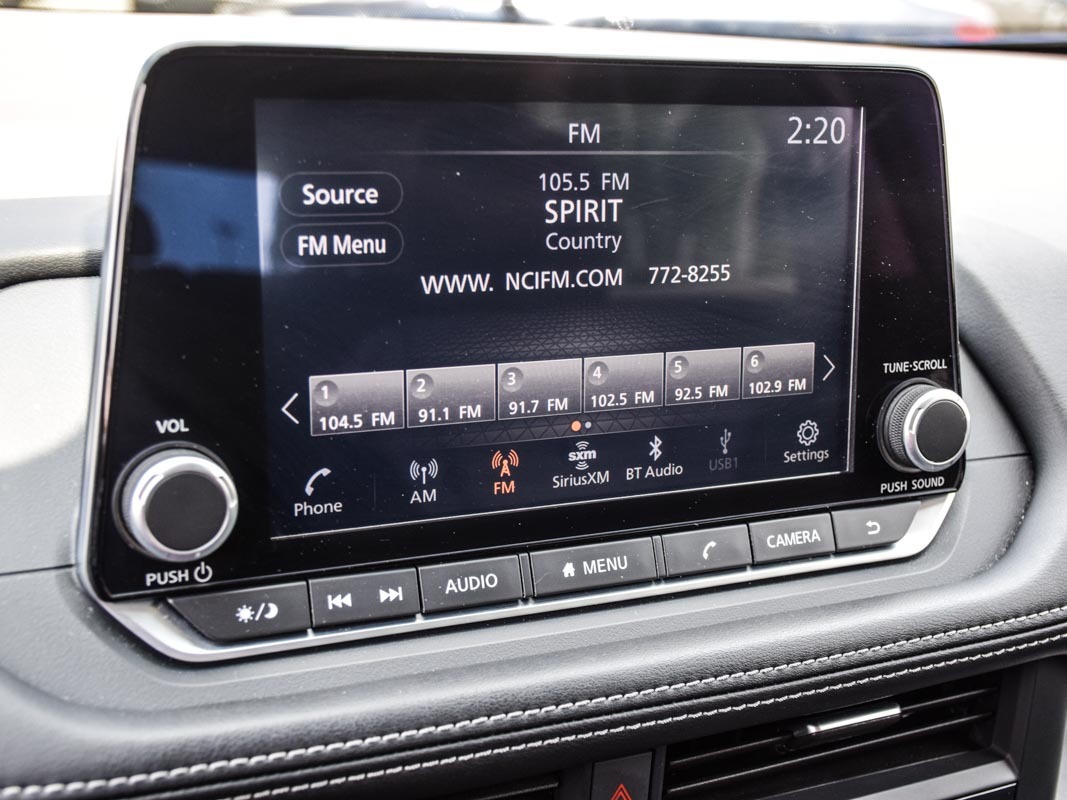 FM 2:20
Source
FM Menu
105.5 FM
SPIRIT
Country
WWW. NCIFM.COM 772-8255
1 104.5 FM
2 91.1 FM
3 91.7 FM
4 102.5 FM
5 92.5 FM
6 102.9 FM
Phone
AM
FM
sxm
SiriusXM
BT Audio
USB1
Settings
VOL
PUSH
TUNE·SCROLL
PUSH SOUND
AUDIO
MENU
CAMERA